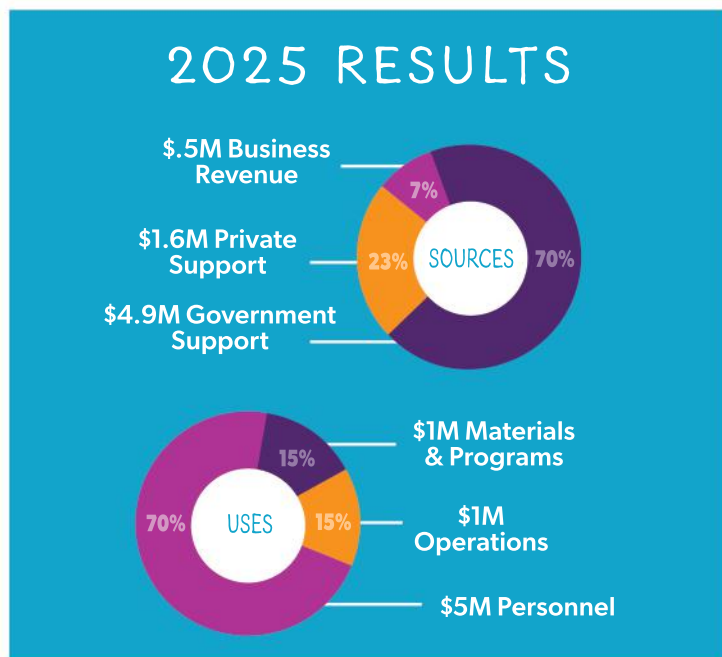 2025 RESULTS
$.5M Business
Revenue
7%
$1.6M Private
Support
23%
SOURCES
70%
$4.9M Government
Support
$1M Materials
& Programs
15%
70%
USES
15%
$1M
Operations
$5M Personnel